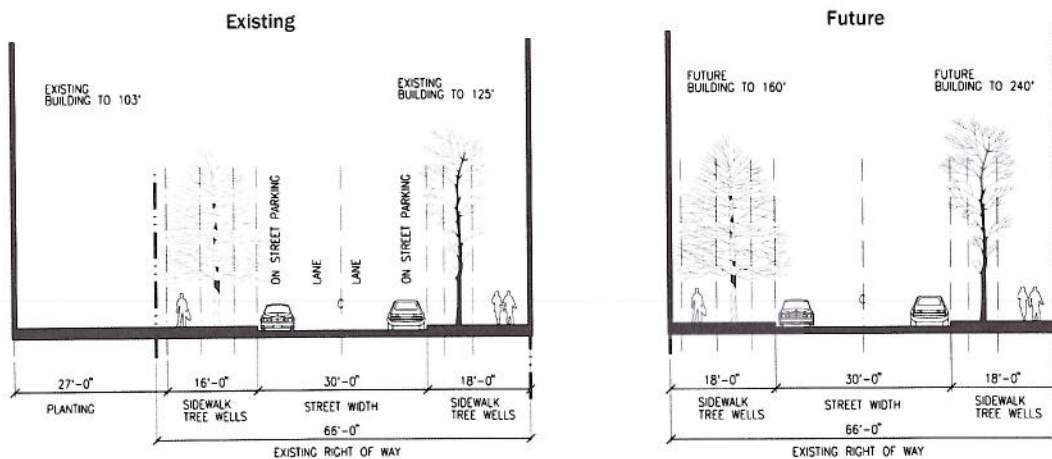 Existing
EXISTING
BUILDING TO 103'
EXISTING
BUILDING TO 125'
ON STREET PARKING
LANE
LANE
ON STREET PARKING
℄
27'-0"
16'-0"
30'-0"
18'-0"
PLANTING
SIDEWALK
TREE WELLS
STREET WIDTH
SIDEWALK
TREE WELLS
66'-0"
EXISTING RIGHT OF WAY
Future
FUTURE
BUILDING TO 160'
FUTURE
BUILDING TO 240'
℄
18'-0"
30'-0"
18'-0"
SIDEWALK
TREE WELLS
STREET WIDTH
SIDEWALK
TREE WELLS
66'-0"
EXISTING RIGHT OF WAY